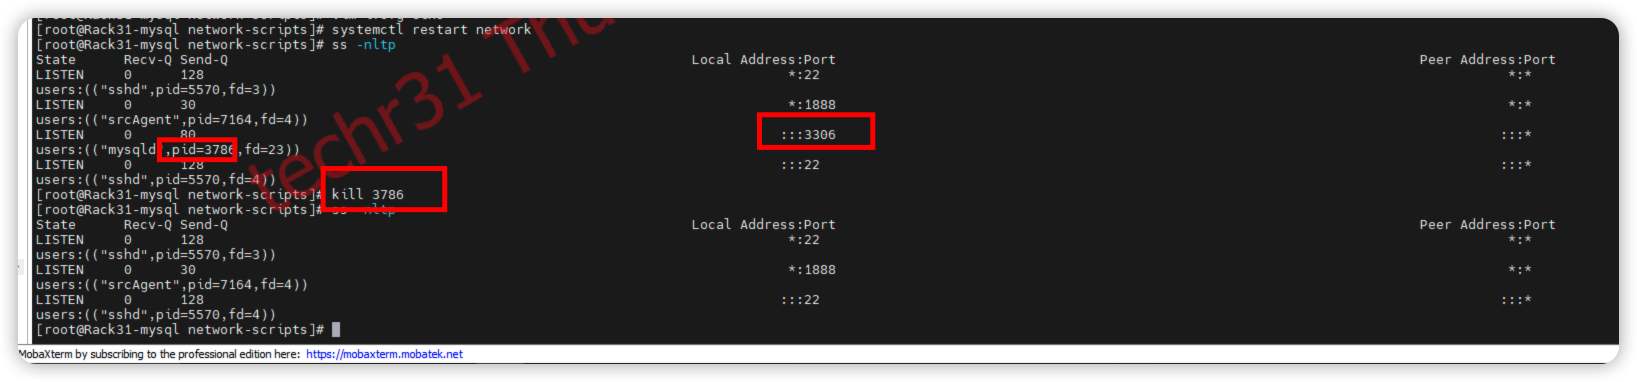 [root@Rack31-mysql network-scripts]# systemctl restart network
[root@Rack31-mysql network-scripts]# ss -nltp
State Recv-Q Send-Q Local Address:Port Peer Address:Port
LISTEN 0 128 *:22 *:*
users:(("sshd",pid=5570,fd=3))
LISTEN 0 30 *:1888 *:*
users:(("srcAgent",pid=7164,fd=4))
LISTEN 0 80 :::3306 :::*
users:(("mysqld",pid=3786,fd=23))
LISTEN 0 128 :::22 :::*
users:(("sshd",pid=5570,fd=4))
[root@Rack31-mysql network-scripts]# kill 3786
[root@Rack31-mysql network-scripts]# ss -nltp
State Recv-Q Send-Q Local Address:Port Peer Address:Port
LISTEN 0 128 *:22 *:*
users:(("sshd",pid=5570,fd=3))
LISTEN 0 30 *:1888 *:*
users:(("srcAgent",pid=7164,fd=4))
LISTEN 0 128 :::22 :::*
users:(("sshd",pid=5570,fd=4))
[root@Rack31-mysql network-scripts]#
techr31
MobaXterm by subscribing to the professional edition here: https://mobaxterm.mobatek.net